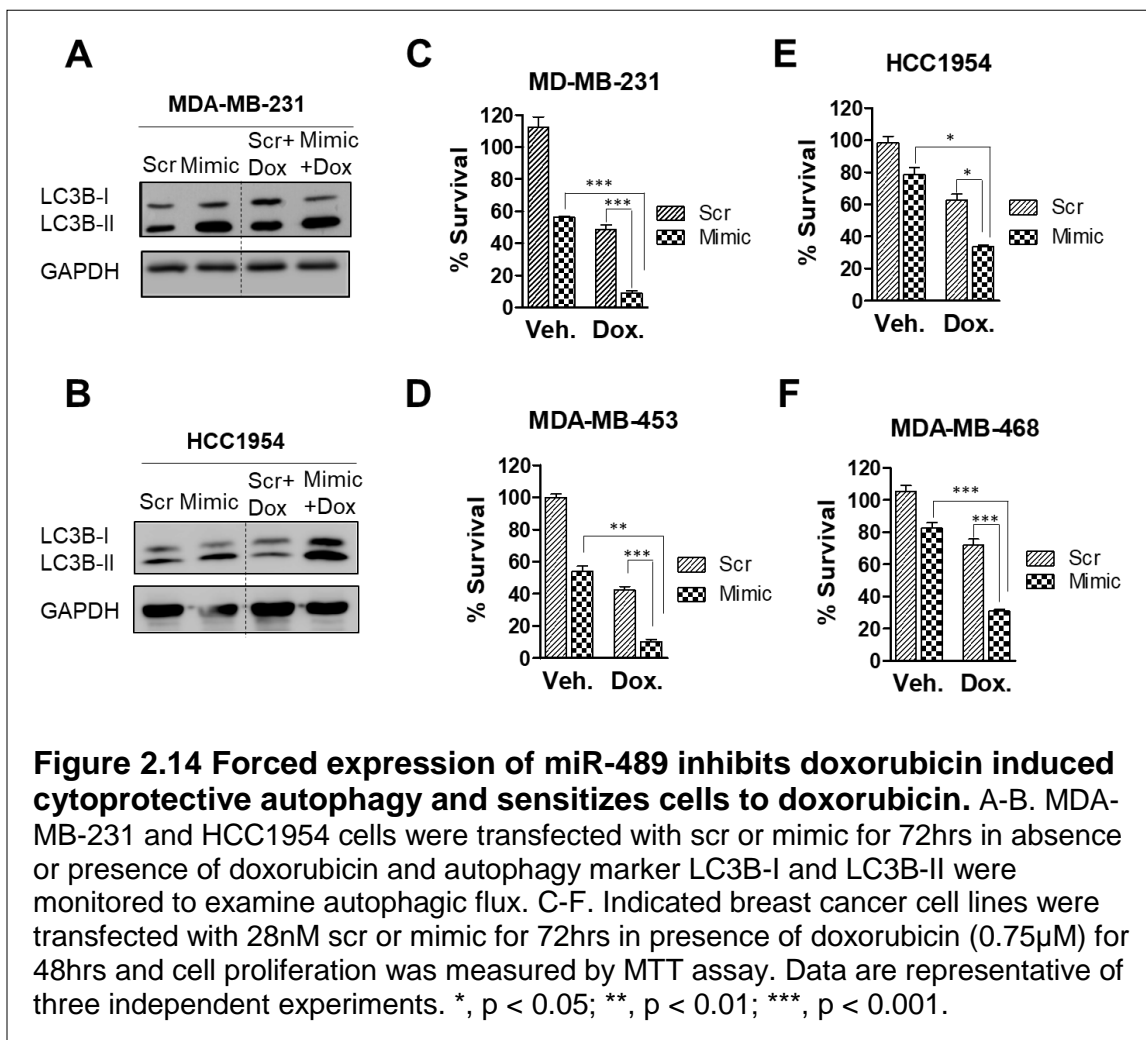 A
MDA-MB-231
Scr Mimic Scr+ Dox Mimic +Dox
LC3B-I
LC3B-II
GAPDH
B
HCC1954
Scr Mimic Scr+ Dox Mimic +Dox
LC3B-I
LC3B-II
GAPDH
C
MD-MB-231
% Survival
120
100
80
60
40
20
0
***
***
Scr
Mimic
Veh. Dox.
D
MDA-MB-453
% Survival
120
100
80
60
40
20
0
**
***
Scr
Mimic
Veh. Dox.
E
HCC1954
% Survival
120
100
80
60
40
20
0
*
*
Scr
Mimic
Veh. Dox.
F
MDA-MB-468
% Survival
120
100
80
60
40
20
0
***
***
Scr
Mimic
Veh. Dox.
Figure 2.14 Forced expression of miR-489 inhibits doxorubicin induced
cytoprotective autophagy and sensitizes cells to doxorubicin. A-B. MDA-
MB-231 and HCC1954 cells were transfected with scr or mimic for 72hrs in absence
or presence of doxorubicin and autophagy marker LC3B-I and LC3B-II were
monitored to examine autophagic flux. C-F. Indicated breast cancer cell lines were
transfected with 28nM scr or mimic for 72hrs in presence of doxorubicin (0.75µM) for
48hrs and cell proliferation was measured by MTT assay. Data are representative of
three independent experiments. *, p < 0.05; **, p < 0.01; ***, p < 0.001.